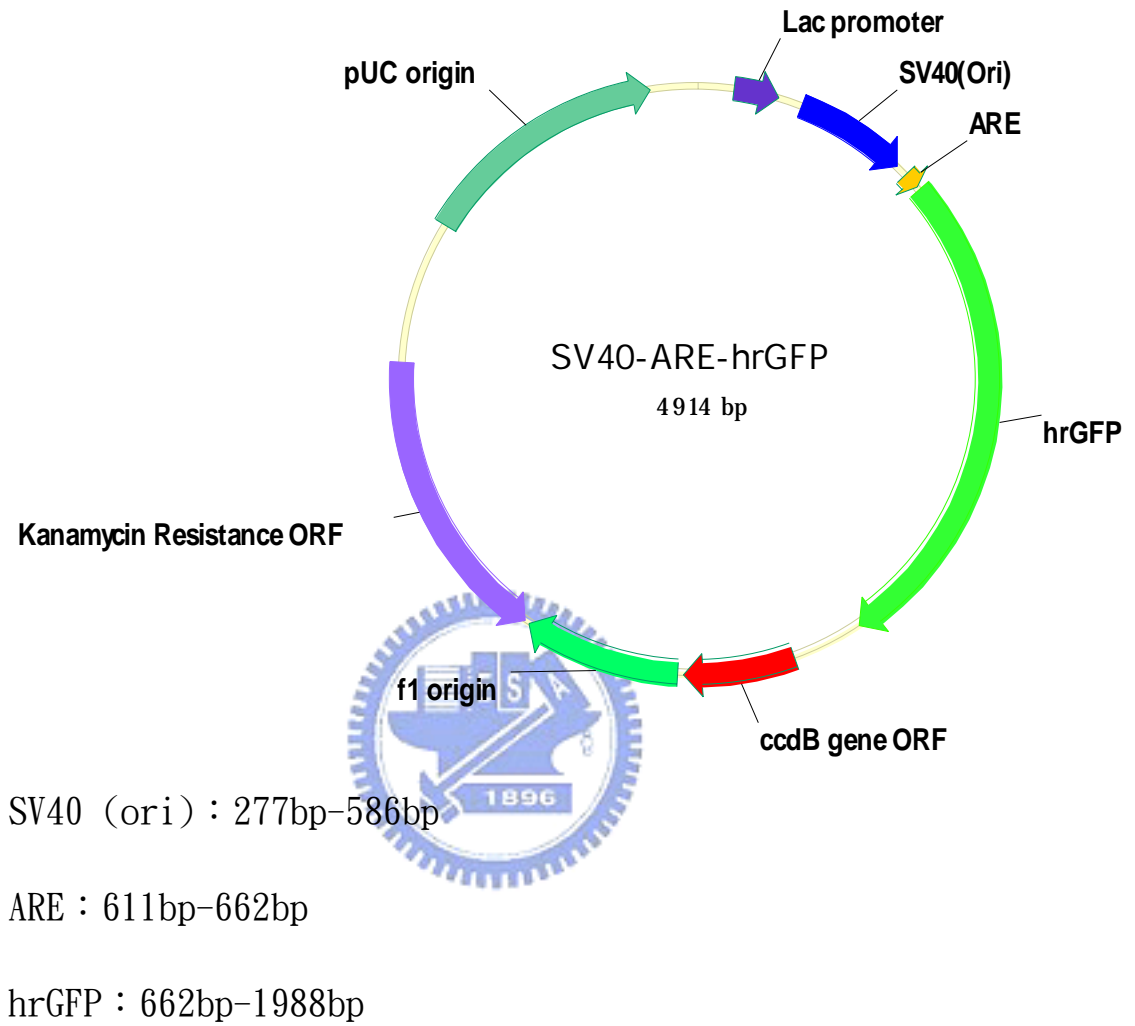 Lac promoter
pUC origin
SV40(Ori)
ARE
SV40-ARE-hrGFP
4914 bp
hrGFP
Kanamycin Resistance ORF
f1 origin
S A
ccdB gene ORF
1896
SV40 (ori)：277bp-586bp
ARE：611bp-662bp
hrGFP：662bp-1988bp